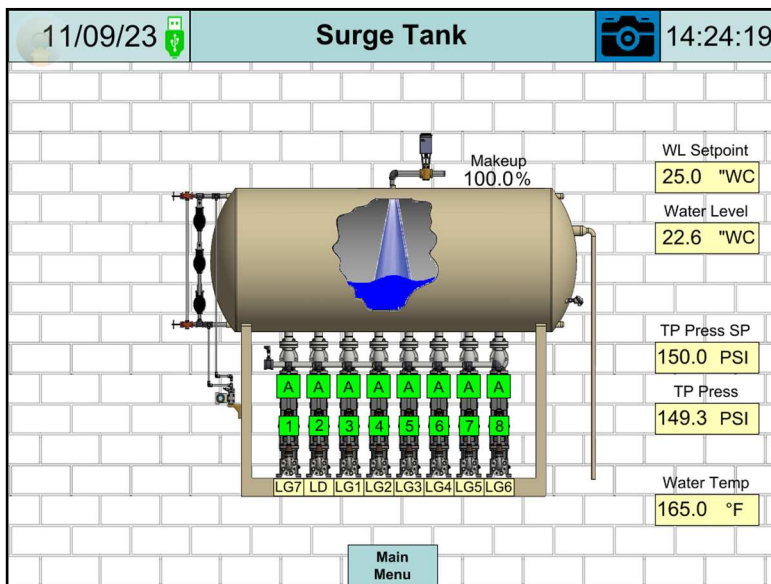 11/09/23
Surge Tank
14:24:19
Makeup
100.0%
WL Setpoint
25.0 "WC
Water Level
22.6 "WC
TP Press SP
150.0 PSI
TP Press
149.3 PSI
Water Temp
165.0 °F
A A A A A A A A
1 2 3 4 5 6 7 8
LG7 LD LG1 LG2 LG3 LG4 LG5 LG6
Main
Menu